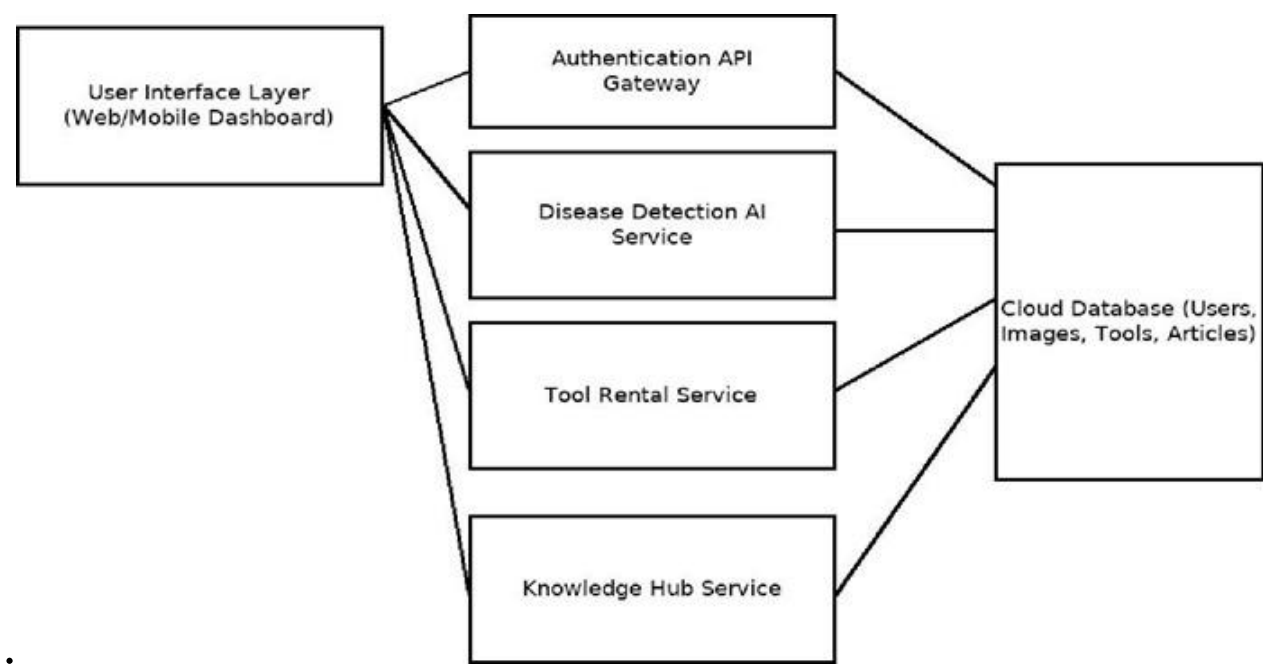 User Interface Layer
(Web/Mobile Dashboard)
Authentication API
Gateway
Disease Detection AI
Service
Tool Rental Service
Knowledge Hub Service
Cloud Database (Users,
Images, Tools, Articles)